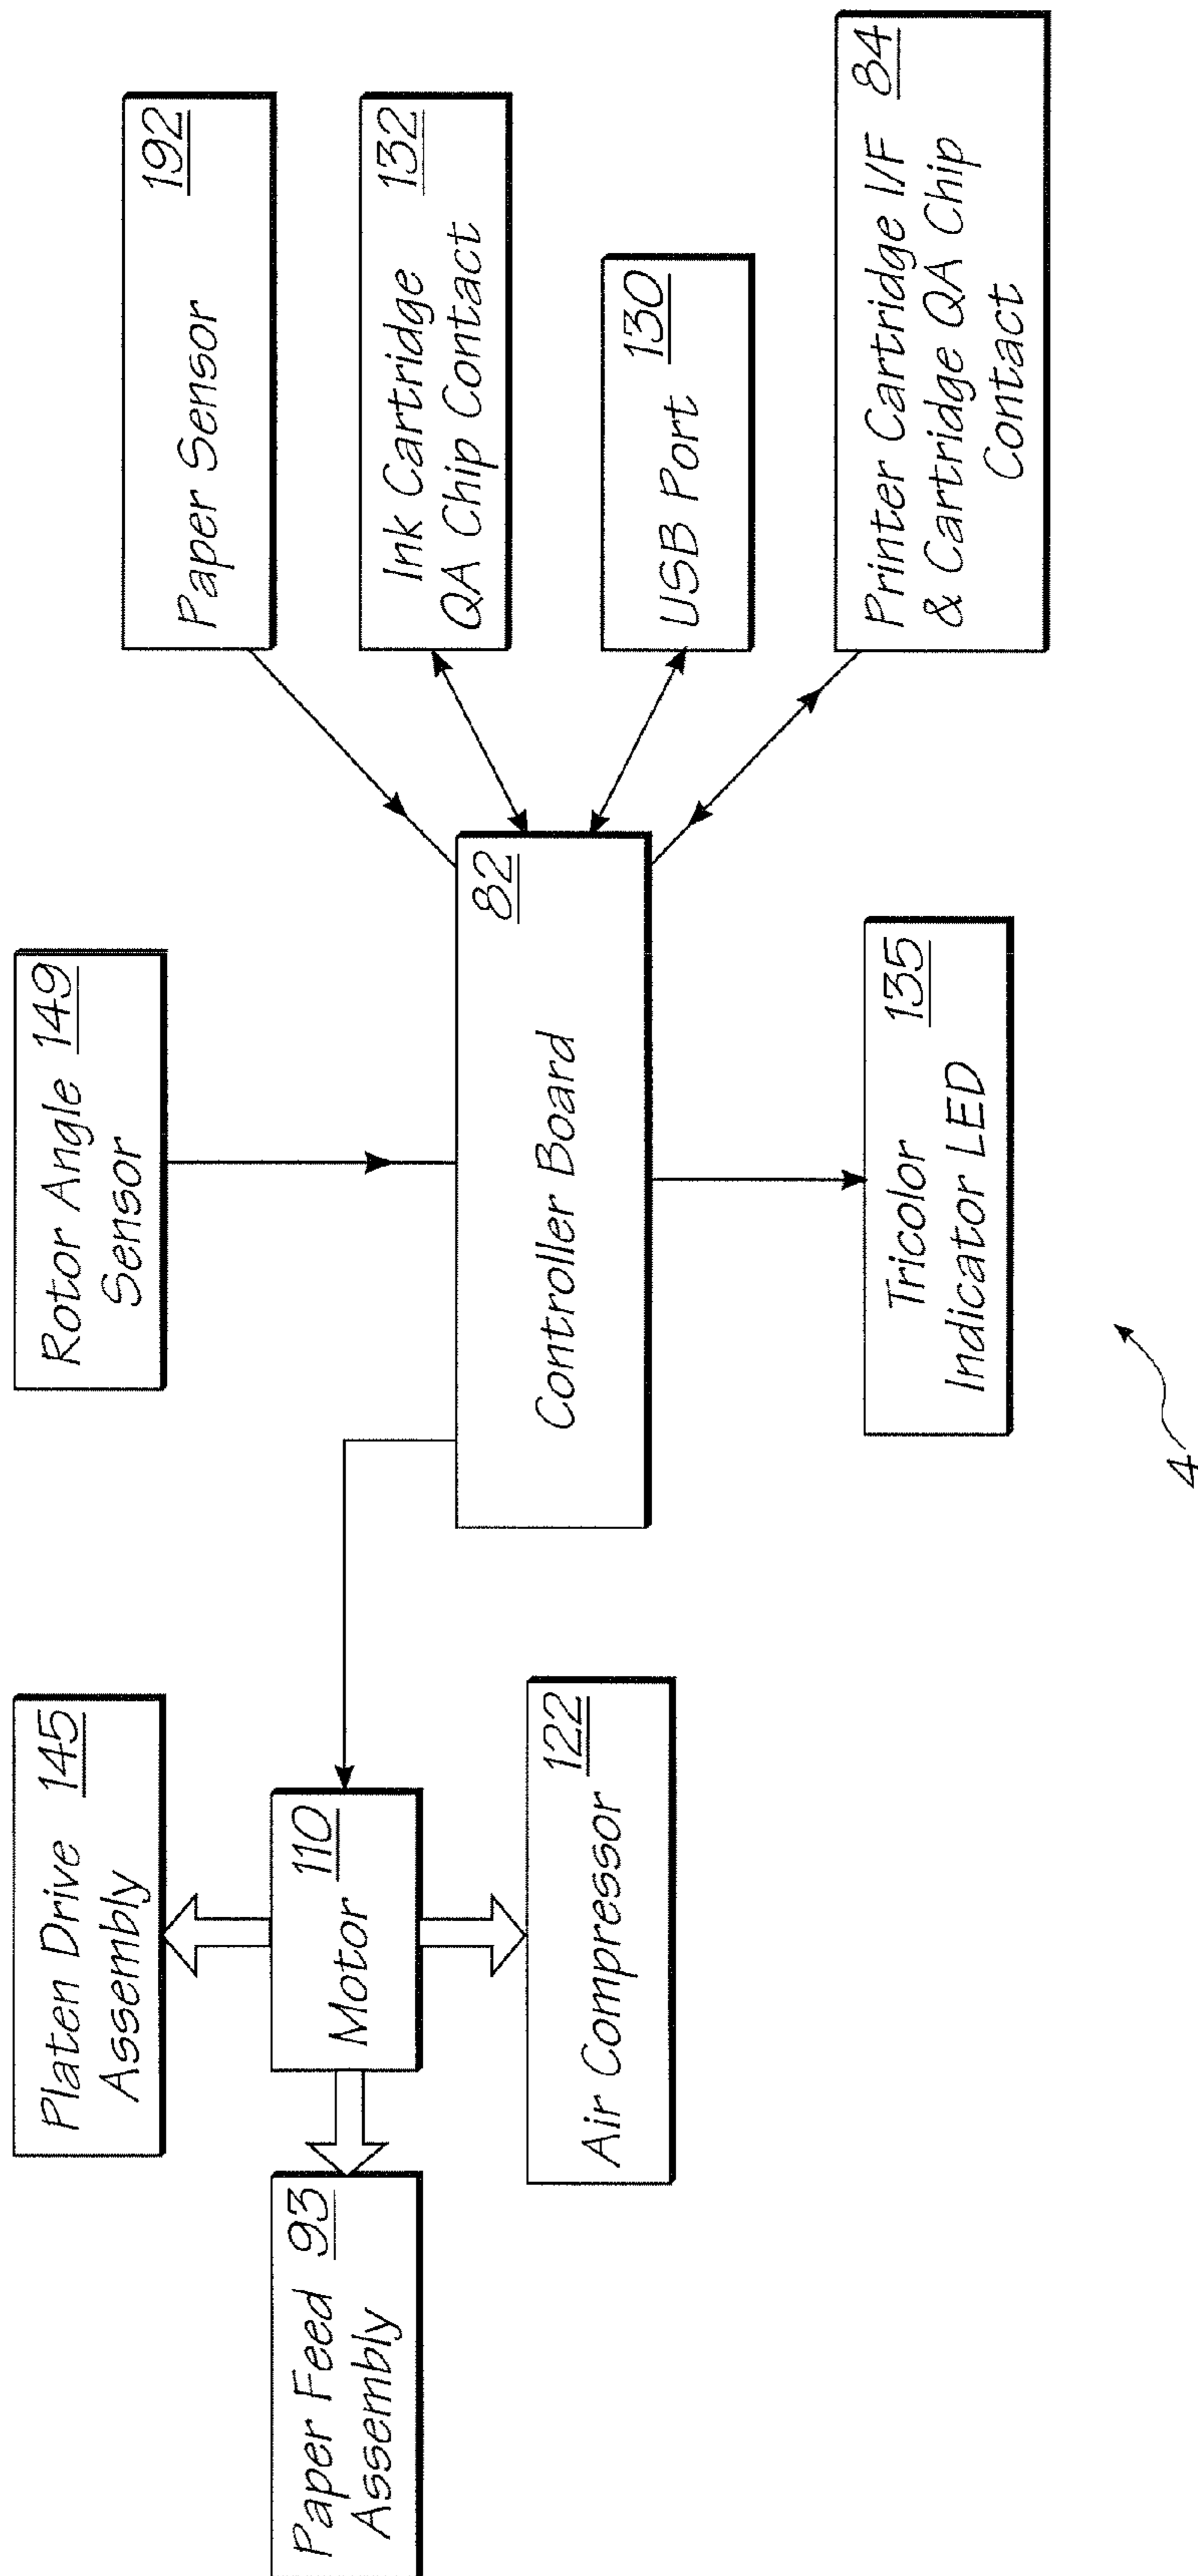 Platen Drive 145
Assembly
Rotor Angle 149
Sensor
Paper Sensor 192
Paper Feed 93
Assembly
Motor 110
Ink Cartridge 132
QA Chip Contact
Controller Board 82
Air Compressor 122
USB Port 130
Tricolor 135
Indicator LED
Printer Cartridge I/F 84
& Cartridge QA Chip
Contact
4